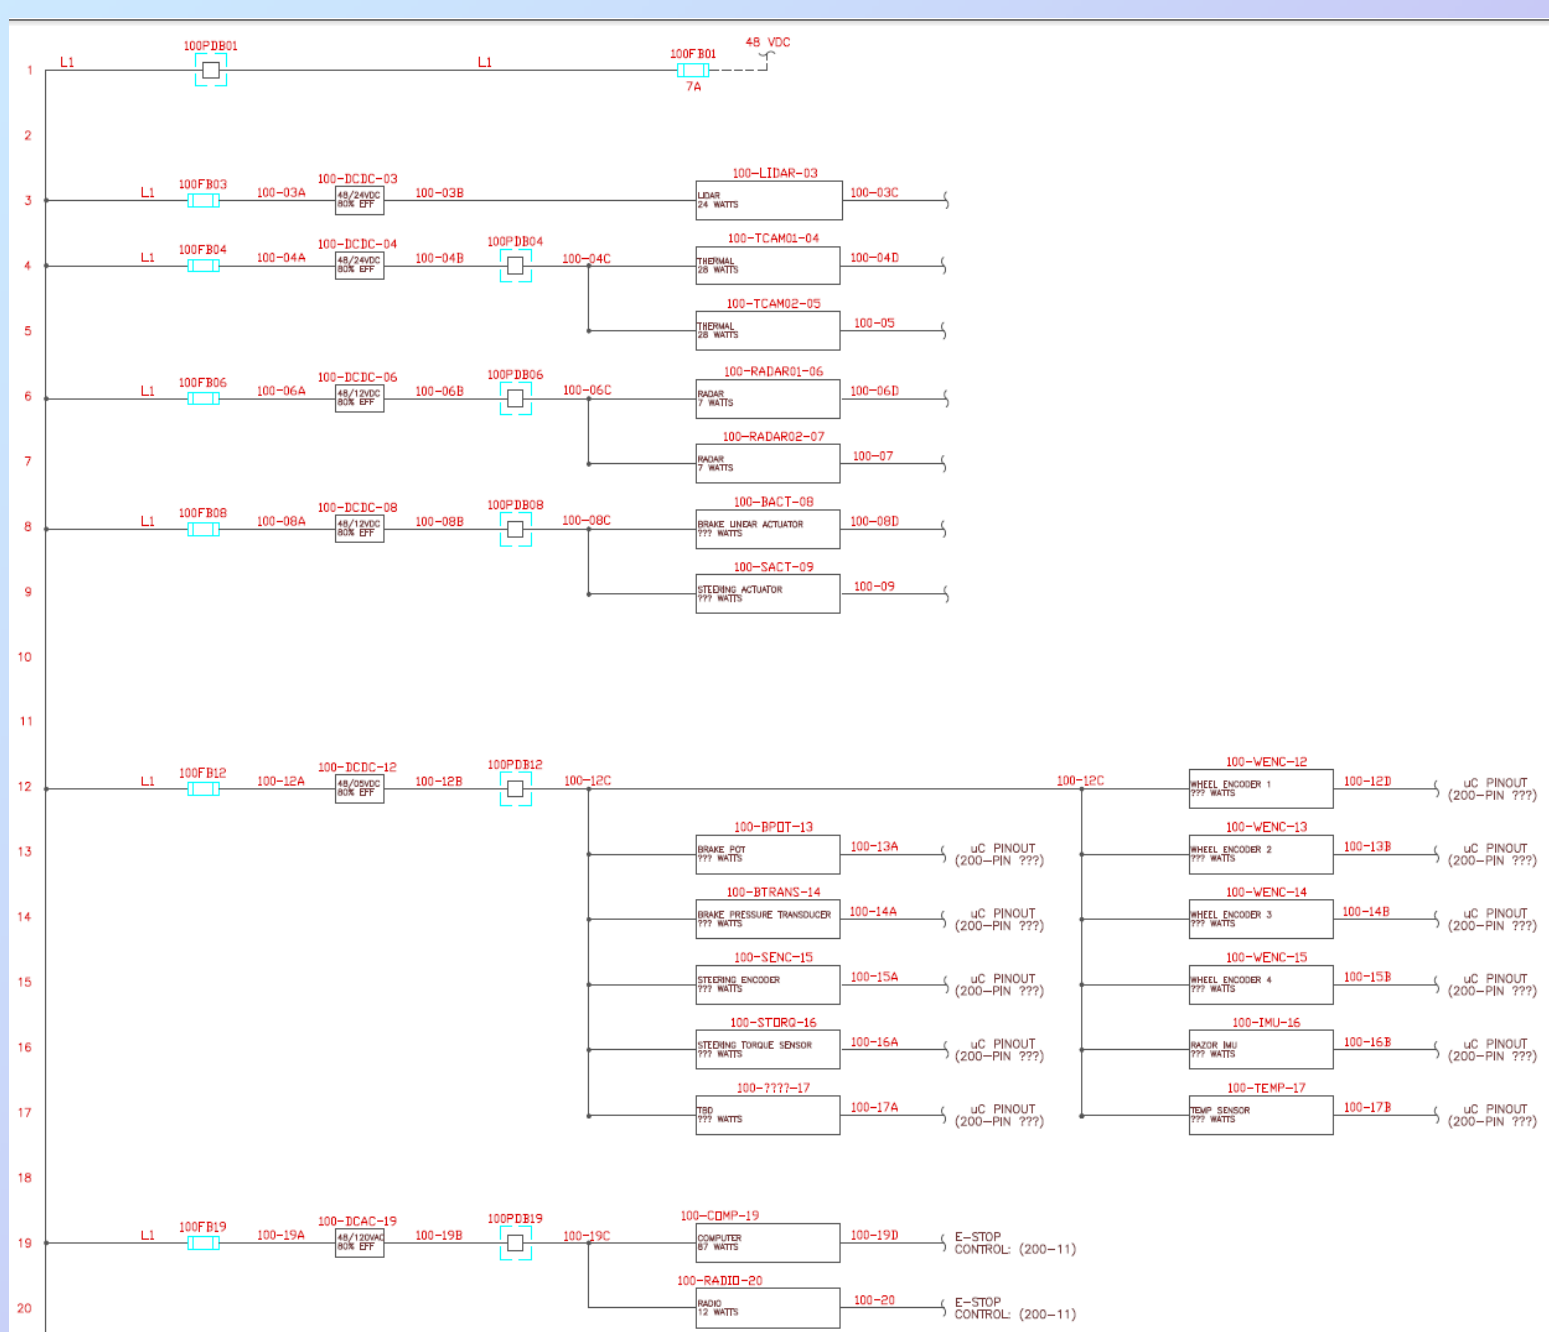 48 VDC
100PDB01
100FB01
1
L1
L1
7A
2
100-LIDAR-03
100-DCDC-03
100FB03
3
L1
100-03A
48/24VDC
80% EFF
100-03B
LIDAR
24 WATTS
100-03C
100-TCAM01-04
100-DCDC-04
100PDB04
100FB04
4
L1
100-04A
48/24VDC
80% EFF
100-04B
100-04C
THERMAL
28 WATTS
100-04D
100-TCAM02-05
5
THERMAL
28 WATTS
100-05
100-RADAR01-06
100-DCDC-06
100PDB06
100FB06
6
L1
100-06A
48/12VDC
80% EFF
100-06B
100-06C
RADAR
7 WATTS
100-06D
100-RADAR02-07
7
RADAR
7 WATTS
100-07
100-BACT-08
100-DCDC-08
100PDB08
100FB08
8
L1
100-08A
48/12VDC
80% EFF
100-08B
100-08C
BRAKE LINEAR ACTUATOR
??? WATTS
100-08D
100-SACT-09
9
STEERING ACTUATOR
??? WATTS
100-09
10
11
100-WENC-12
100-DCDC-12
100PDB12
100FB12
12
L1
100-12A
48/05VDC
80% EFF
100-12B
100-12C
100-12C
WHEEL ENCODER 1
??? WATTS
100-12D
uC PINOUT
(200-PIN ???)
100-BPOT-13
100-WENC-13
13
BRAKE POT
??? WATTS
100-13A
uC PINOUT
(200-PIN ???)
WHEEL ENCODER 2
??? WATTS
100-13B
uC PINOUT
(200-PIN ???)
100-BTRANS-14
100-WENC-14
14
BRAKE PRESSURE TRANSDUCER
??? WATTS
100-14A
uC PINOUT
(200-PIN ???)
WHEEL ENCODER 3
??? WATTS
100-14B
uC PINOUT
(200-PIN ???)
100-SENC-15
100-WENC-15
15
STEERING ENCODER
??? WATTS
100-15A
uC PINOUT
(200-PIN ???)
WHEEL ENCODER 4
??? WATTS
100-15B
uC PINOUT
(200-PIN ???)
100-STORQ-16
100-IMU-16
16
STEERING TORQUE SENSOR
??? WATTS
100-16A
uC PINOUT
(200-PIN ???)
RAZOR IMU
??? WATTS
100-16B
uC PINOUT
(200-PIN ???)
100-????-17
100-TEMP-17
17
TBD
??? WATTS
100-17A
uC PINOUT
(200-PIN ???)
TEMP SENSOR
??? WATTS
100-17B
uC PINOUT
(200-PIN ???)
18
100-COMP-19
100-DCAC-19
100PDB19
100FB19
19
L1
100-19A
48/120VAC
80% EFF
100-19B
100-19C
COMPUTER
87 WATTS
100-19D
E-STOP
CONTROL: (200-11)
100-RADIO-20
20
RADIO
12 WATTS
100-20
E-STOP
CONTROL: (200-11)